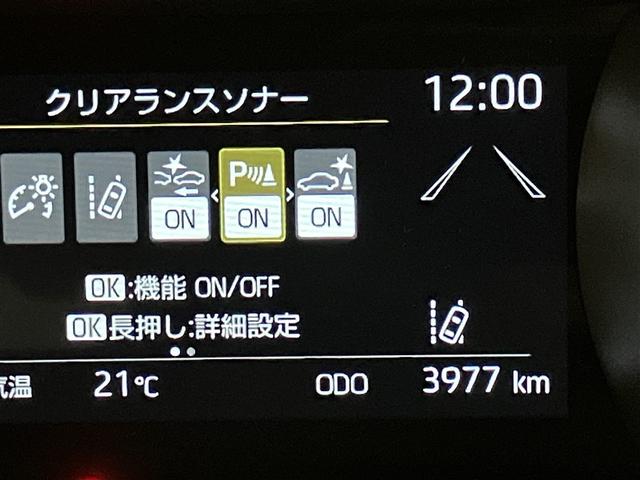 クリアランスソナー
12:00
ON
P
ON
ON
OK:機能 ON/OFF
OK長押し:詳細設定
気温 21℃ ODO 3977 km